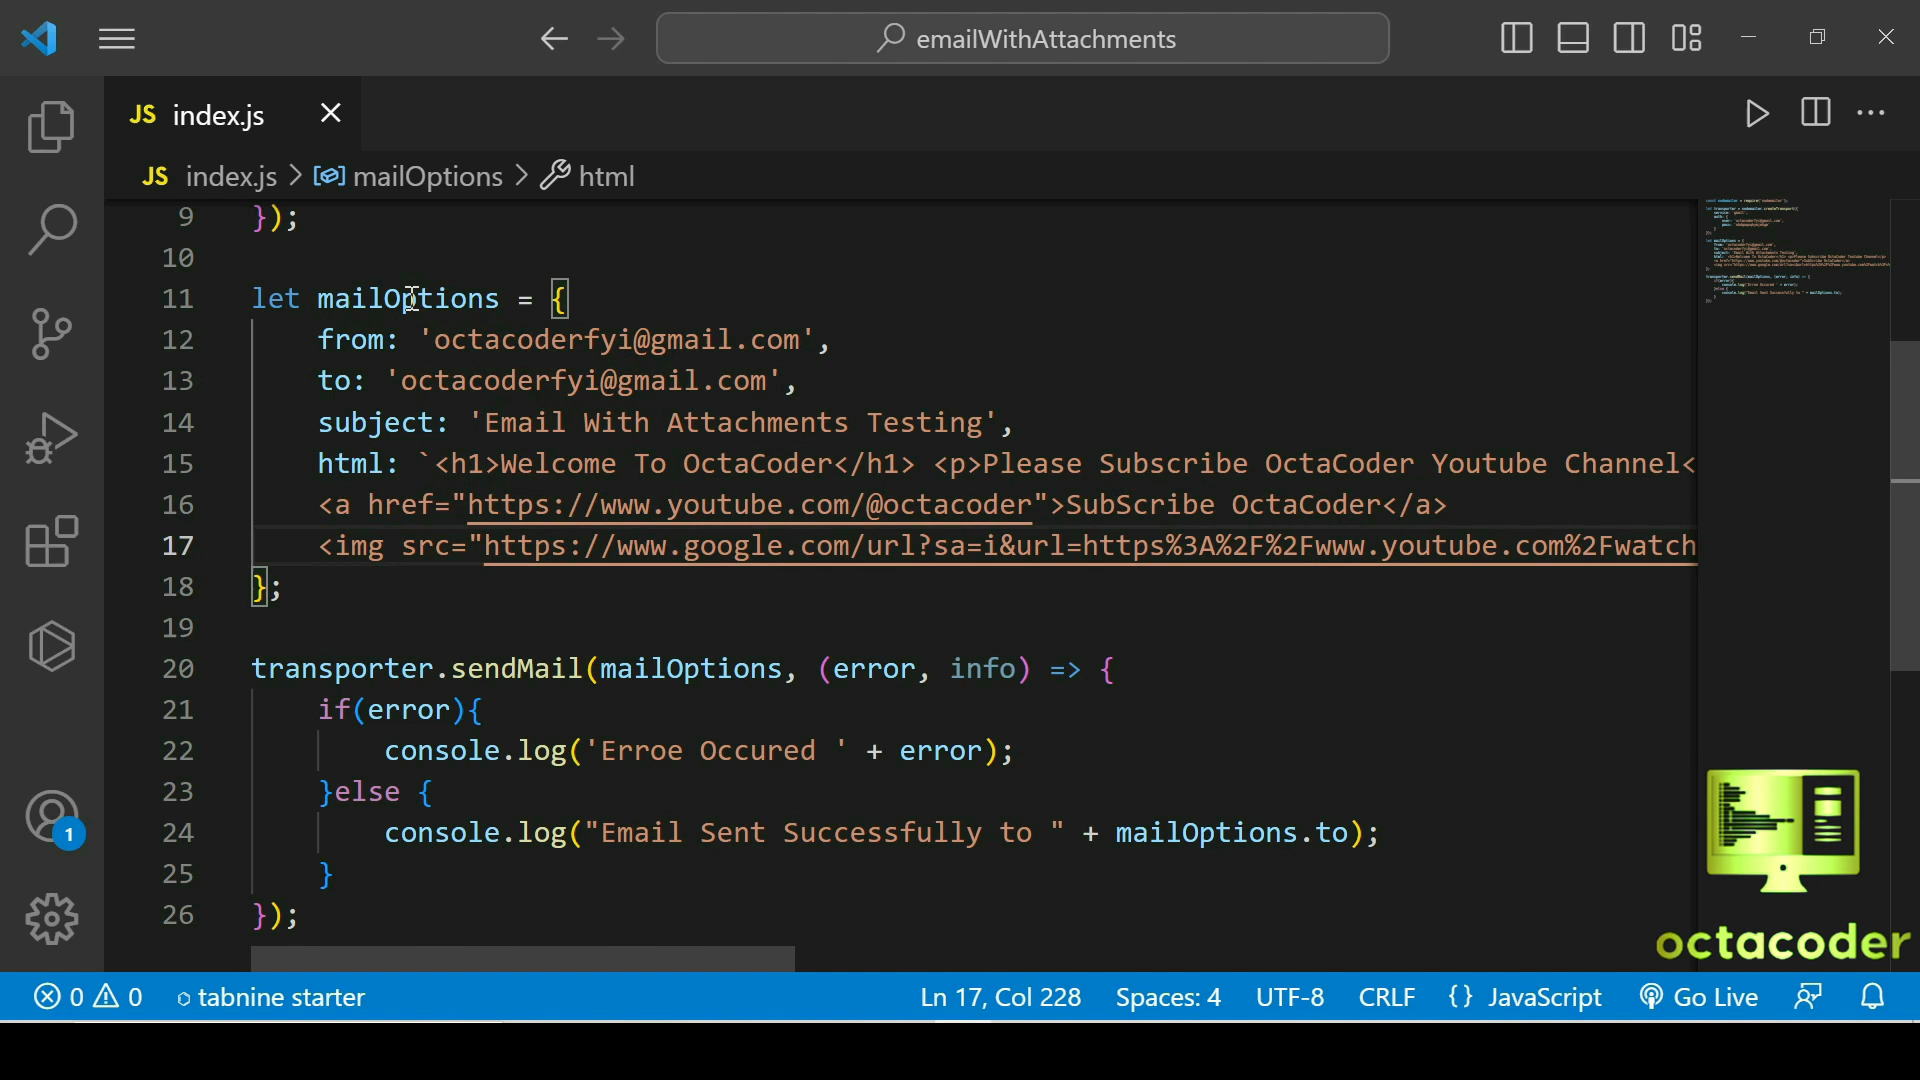 emailWithAttachments
JS index.js
JS index.js > mailOptions > html
9 });
10
11 let mailOptions = {
12 from: 'octacoderfyi@gmail.com',
13 to: 'octacoderfyi@gmail.com',
14 subject: 'Email With Attachments Testing',
15 html: `<h1>Welcome To OctaCoder</h1> <p>Please Subscribe OctaCoder Youtube Channel<
16 <a href="https://www.youtube.com/@octacoder">SubScribe OctaCoder</a>
17 <img src="https://www.google.com/url?sa=i&url=https%3A%2F%2Fwww.youtube.com%2Fwatch
18 };
19
20 transporter.sendMail(mailOptions, (error, info) => {
21 if(error){
22 console.log('Erroe Occured ' + error);
23 }else {
24 console.log("Email Sent Successfully to " + mailOptions.to);
25 }
26 });
octacoder
1
0 0 tabnine starter Ln 17, Col 228 Spaces: 4 UTF-8 CRLF {} JavaScript Go Live